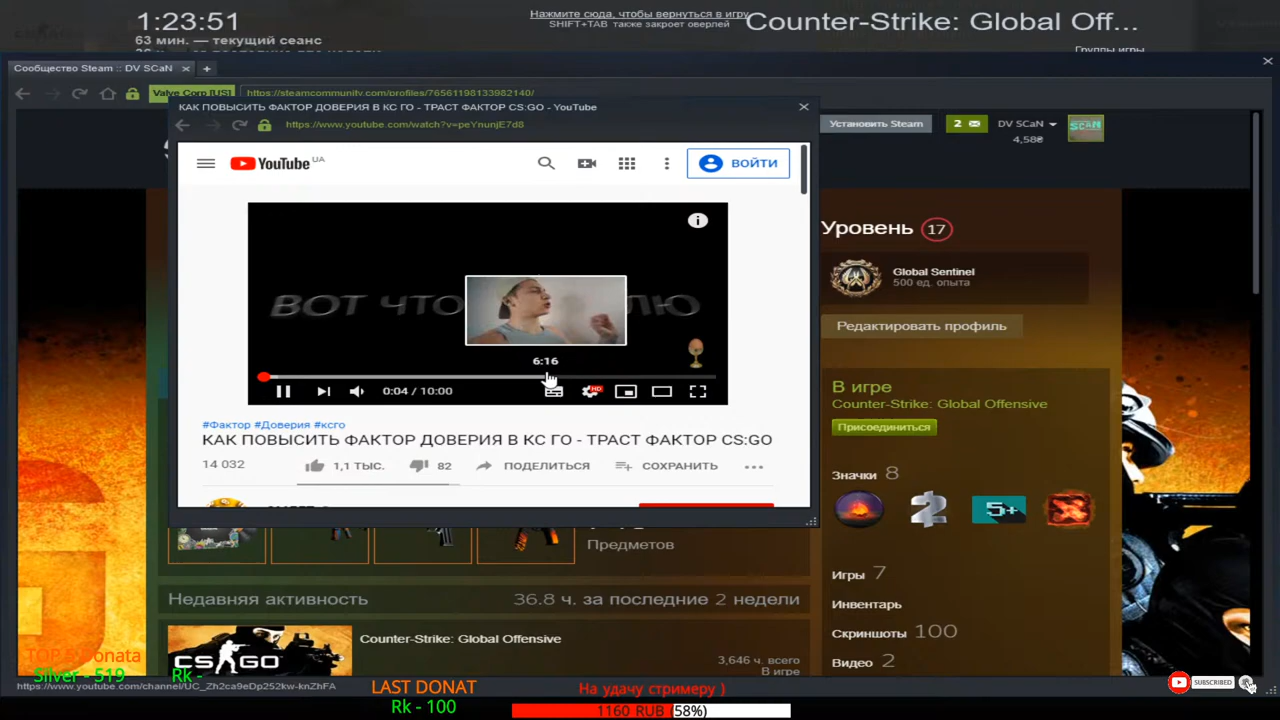 1:23:51
63 мин. — текущий сеанс
Нажмите сюда, чтобы вернуться в игру
SHIFT+TAB также закроет оверлей
Counter-Strike: Global Off...
Группы игры
Сообщество Steam :: DV SCaN
Valve Corp [US]
https://steamcommunity.com/profiles/76561198133982140/
КАК ПОВЫСИТЬ ФАКТОР ДОВЕРИЯ В КС ГО - ТРАСТ ФАКТОР CS:GO - YouTube
https://www.youtube.com/watch?v=peYnunjE7d8
Установить Steam
2
DV SCaN
4,58₴
SCaN
YouTube UA
ВОЙТИ
ВОТ ЧТО
6:16
0:04 / 10:00
HD
#Фактор #Доверия #ксго
КАК ПОВЫСИТЬ ФАКТОР ДОВЕРИЯ В КС ГО - ТРАСТ ФАКТОР CS:GO
14 032
1,1 ТЫС.
82
ПОДЕЛИТЬСЯ
СОХРАНИТЬ
Уровень 17
Global Sentinel
500 ед. опыта
Редактировать профиль
В игре
Counter-Strike: Global Offensive
Присоединиться
Значки 8
2
5+
Игры 7
Инвентарь
Скриншоты 100
Видео 2
Предметов
Недавняя активность
36.8 ч. за последние 2 недели
CS:GO
Counter-Strike: Global Offensive
3,646 ч. всего
В игре
Silver - 519
Rk -
https://www.youtube.com/channel/UC_Zh2ca9eDp252kw-knZhFA
LAST DONAT
Rk - 100
На удачу стримеру )
1160 RUB (58%)
SUBSCRIBED